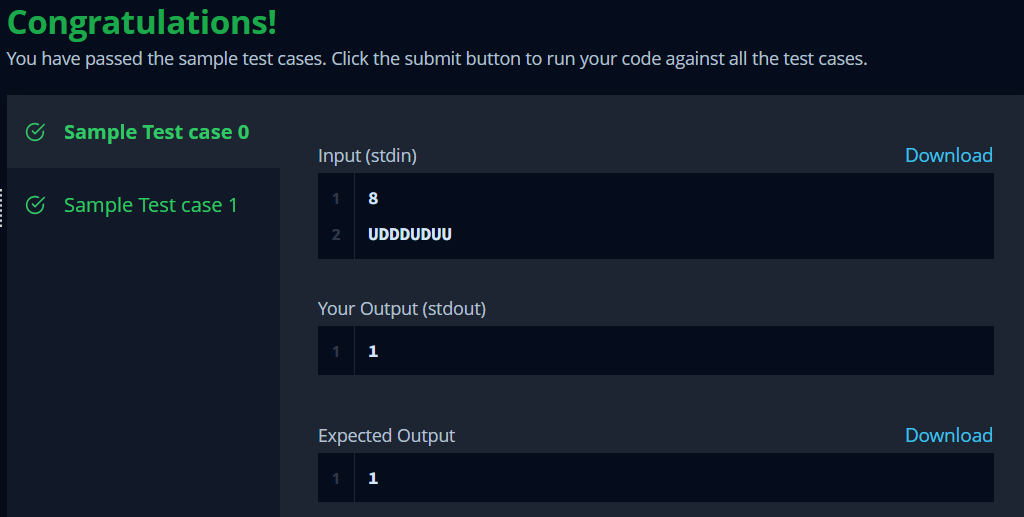 Congratulations!
You have passed the sample test cases. Click the submit button to run your code against all the test cases.
Sample Test case 0
Sample Test case 1
Input (stdin)
Download
1 8
2 UDDDUDUU
Your Output (stdout)
1 1
Expected Output
Download
1 1